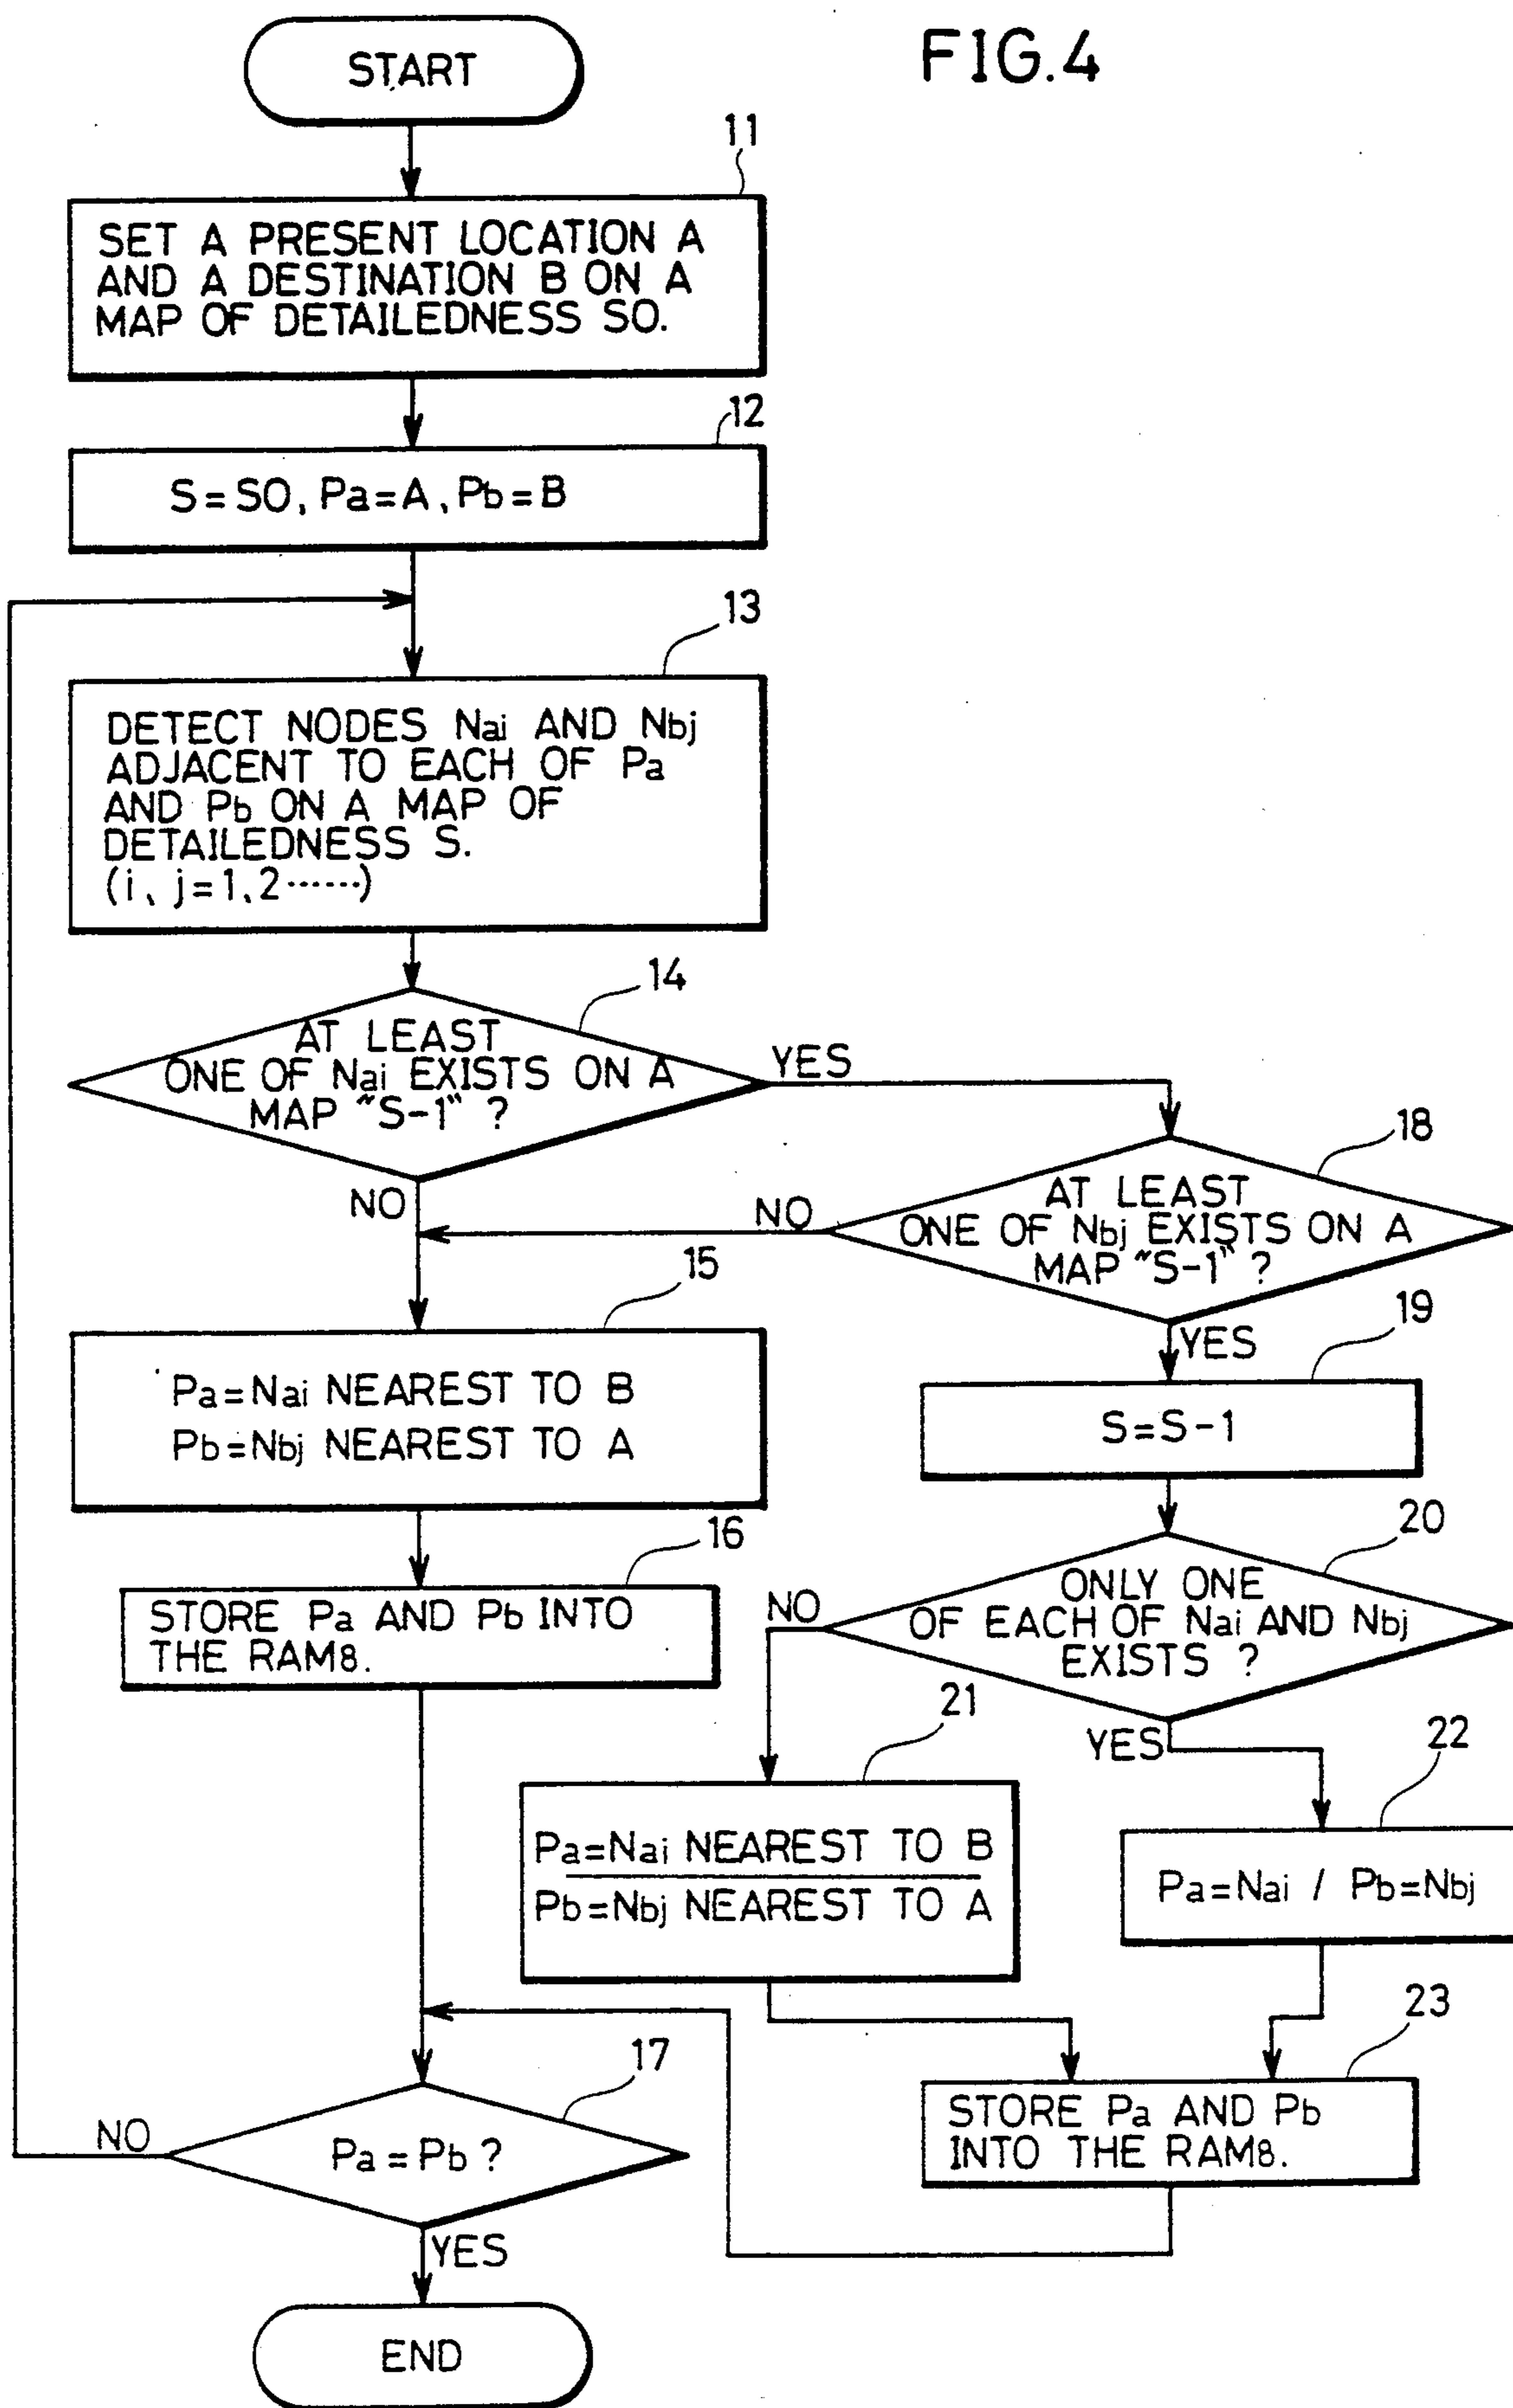 FIG.4
START
11
SET A PRESENT LOCATION A
AND A DESTINATION B ON A
MAP OF DETAILEDNESS SO.
12
S=SO, Pa=A, Pb=B
13
DETECT NODES Nai AND Nbj
ADJACENT TO EACH OF Pa
AND Pb ON A MAP OF
DETAILEDNESS S.
(i, j=1,2······)
14
AT LEAST
ONE OF Nai EXISTS ON A
MAP "S-1" ?
YES
NO
18
AT LEAST
ONE OF Nbj EXISTS ON A
MAP "S-1" ?
NO
YES
15
Pa=Nai NEAREST TO B
Pb=Nbj NEAREST TO A
19
S=S-1
16
STORE Pa AND Pb INTO
THE RAM8.
20
ONLY ONE
OF EACH OF Nai AND Nbj
EXISTS ?
NO
YES
21
Pa=Nai NEAREST TO B
Pb=Nbj NEAREST TO A
22
Pa=Nai / Pb=Nbj
23
STORE Pa AND Pb
INTO THE RAM8.
17
Pa=Pb ?
NO
YES
END